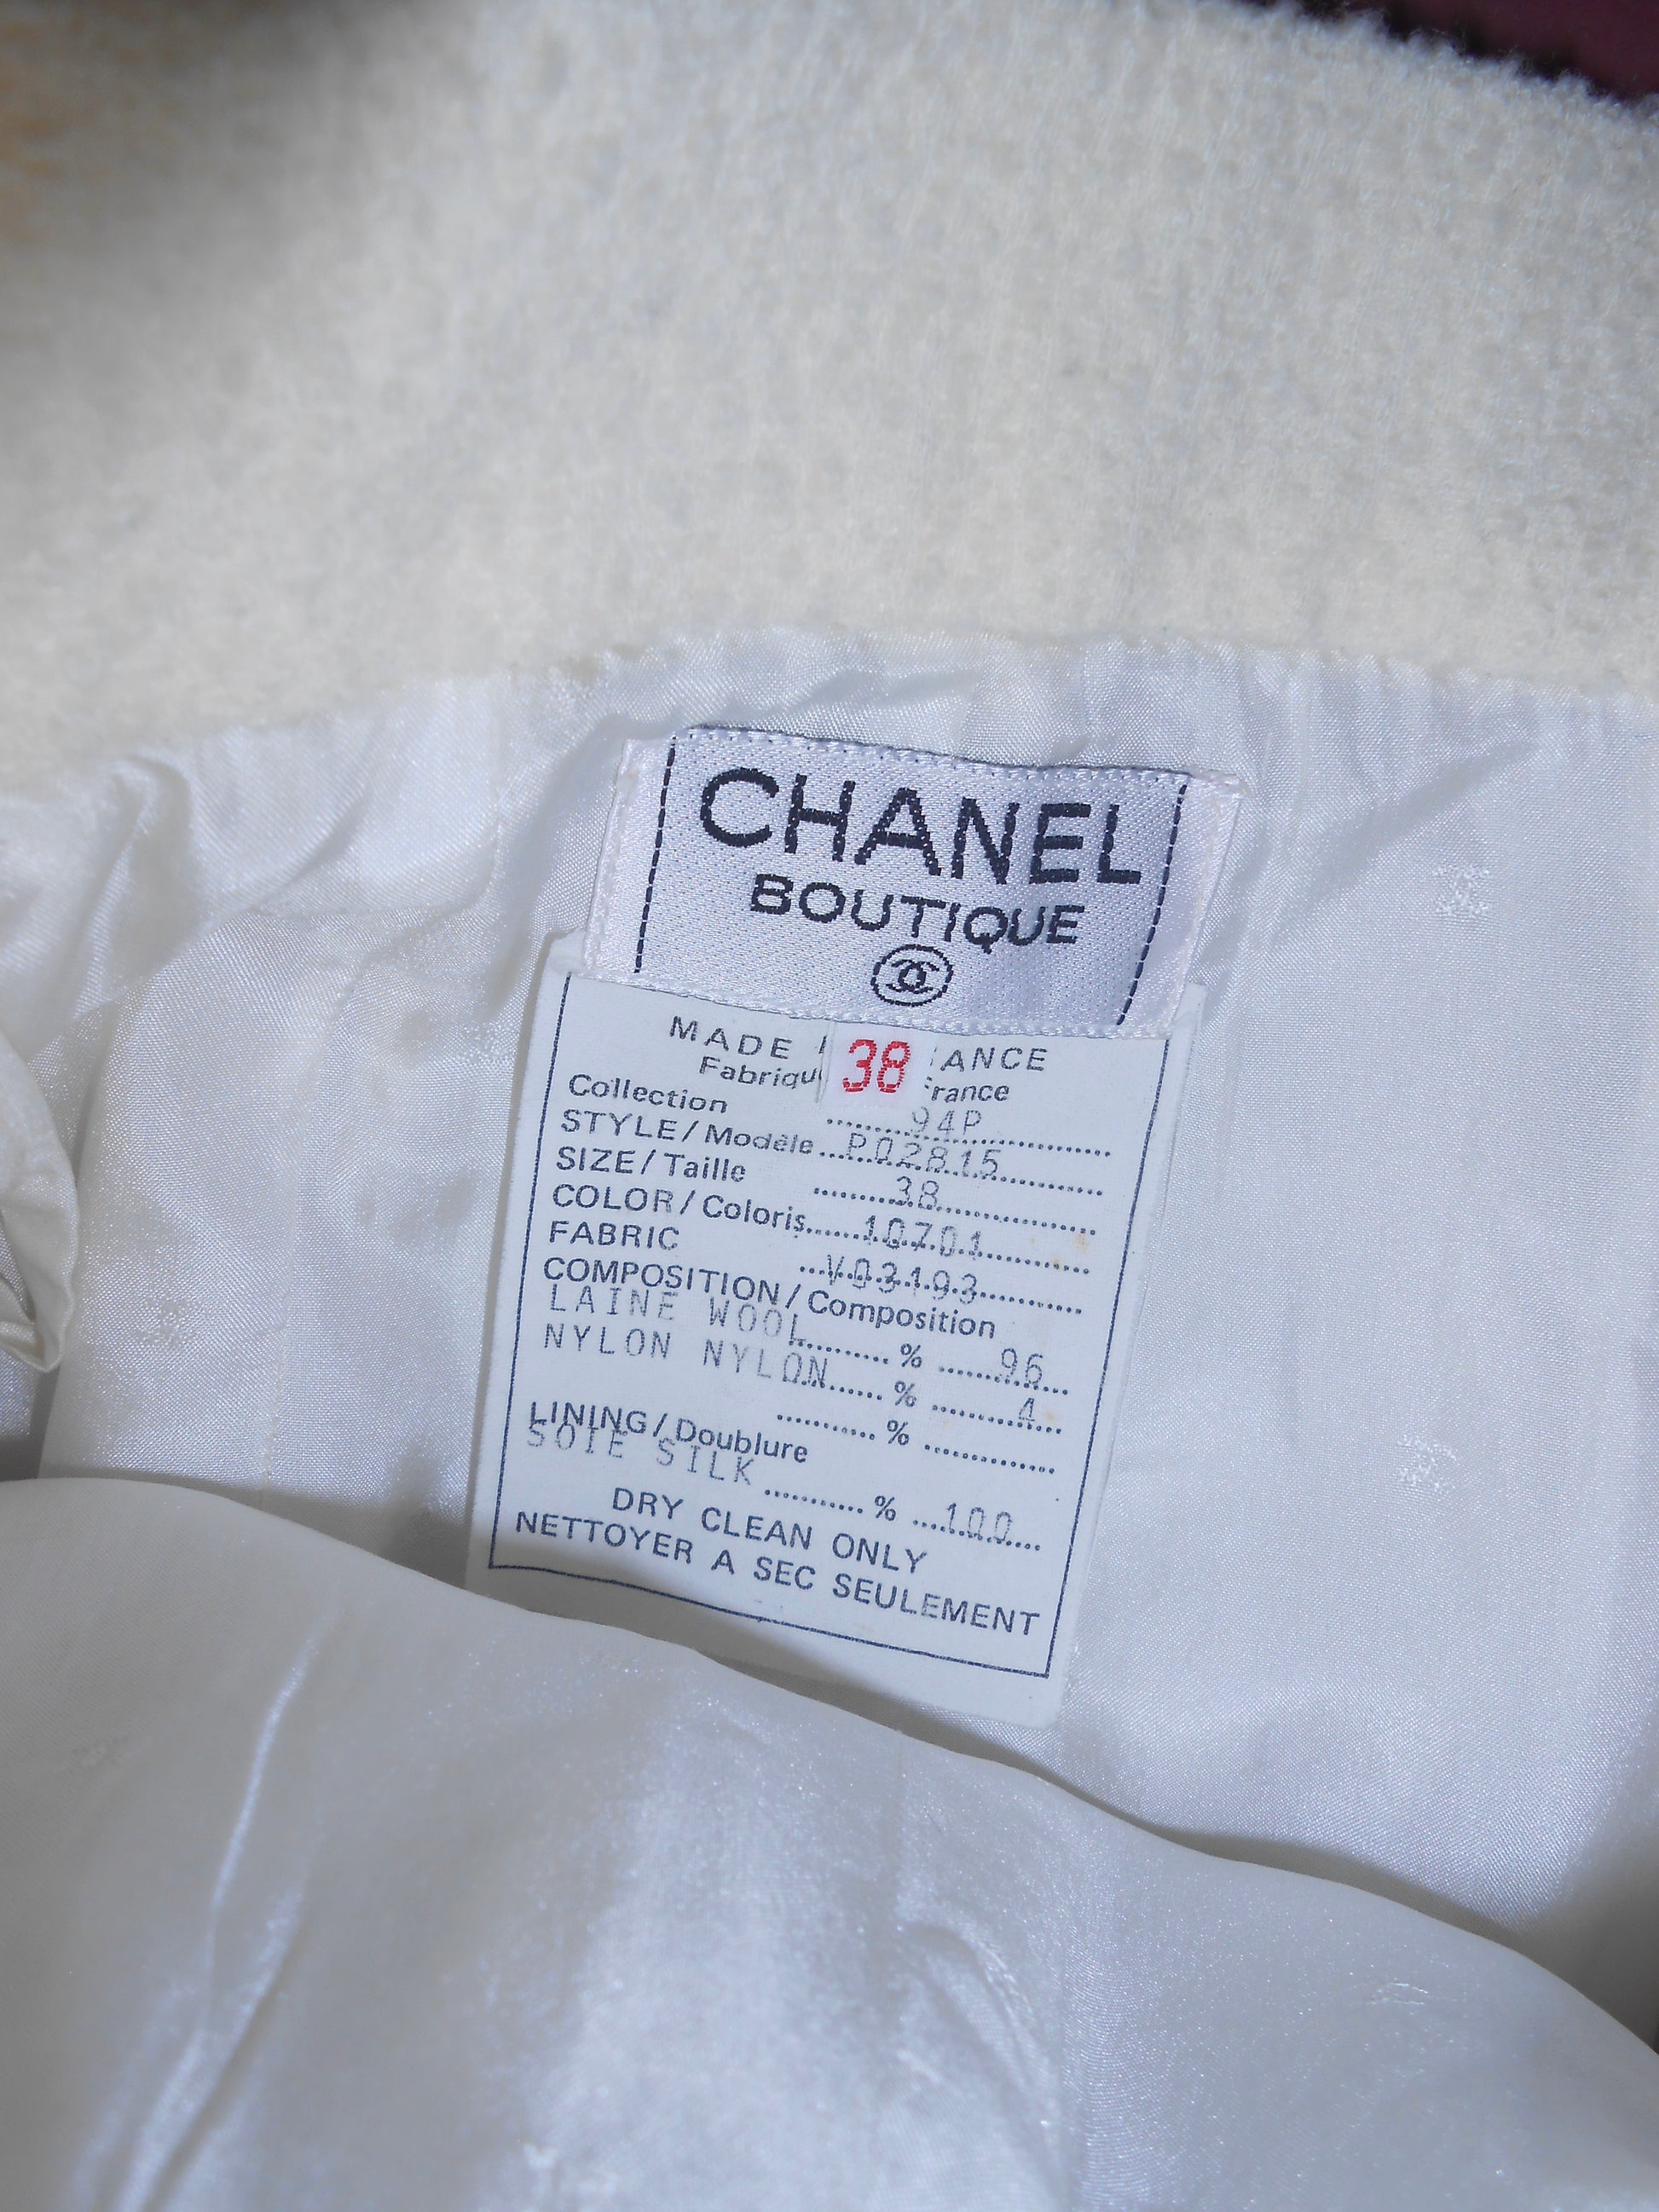 CHANEL
BOUTIQUE
38
MADE ANCE
Fabriqu rance
Collection ........94P...........
STYLE/Modèle...P02815........
SIZE/Taille ........38...........
COLOR/Coloris......10701........
FABRIC ...V03193........
COMPOSITION/Composition
LAINE WOOL.......... % ......96...
NYLON NYLON........ % .........4...
.......... % ............
LINING/Doublure
SOIE SILK ........... % ....100...
DRY CLEAN ONLY
NETTOYER A SEC SEULEMENT